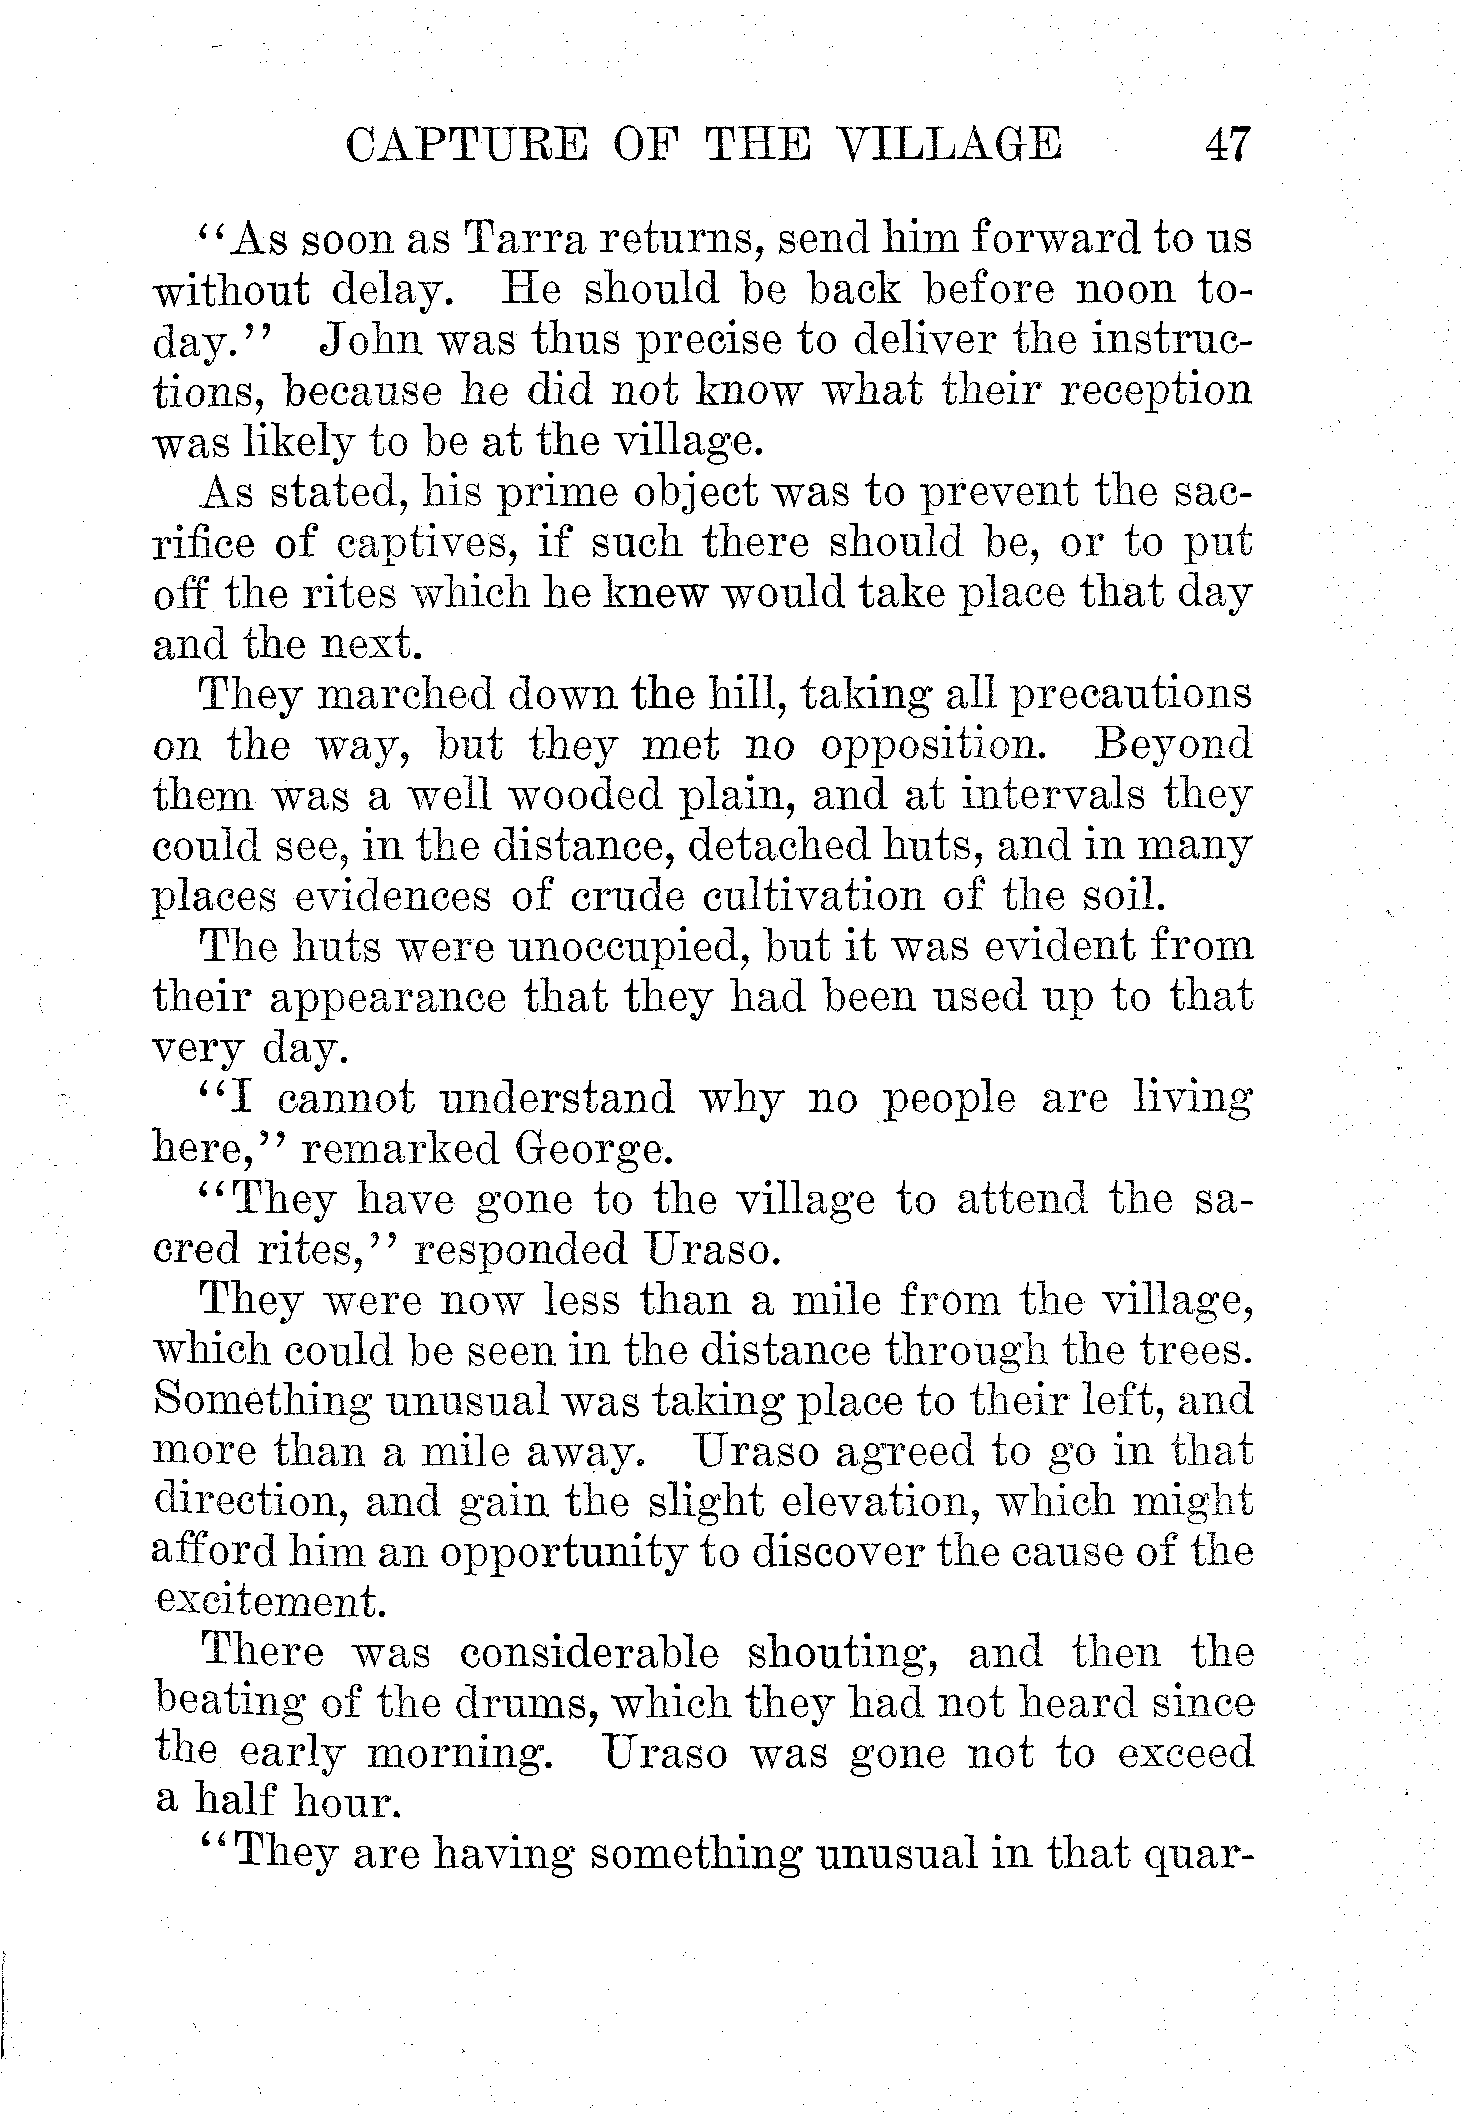 CAPTURE OF THE VILLAGE 47
"As soon as Tarra returns, send him forward to us
without delay. He should be back before noon to-
day." John was thus precise to deliver the instruc-
tions, because he did not know what their reception
was likely to be at the village.
As stated, his prime object was to prevent the sac-
rifice of captives, if such there should be, or to put
off the rites which he knew would take place that day
and the next.
They marched down the hill, taking all precautions
on the way, but they met no opposition. Beyond
them was a well wooded plain, and at intervals they
could see, in the distance, detached huts, and in many
places evidences of crude cultivation of the soil.
The huts were unoccupied, but it was evident from
their appearance that they had been used up to that
very day.
"I cannot understand why no people are living
here," remarked George.
"They have gone to the village to attend the sa-
cred rites," responded Uraso.
They were now less than a mile from the village,
which could be seen in the distance through the trees.
Something unusual was taking place to their left, and
more than a mile away. Uraso agreed to go in that
direction, and gain the slight elevation, which might
afford him an opportunity to discover the cause of the
excitement.
There was considerable shouting, and then the
beating of the drums, which they had not heard since
the early morning. Uraso was gone not to exceed
a half hour.
"They are having something unusual in that quar-